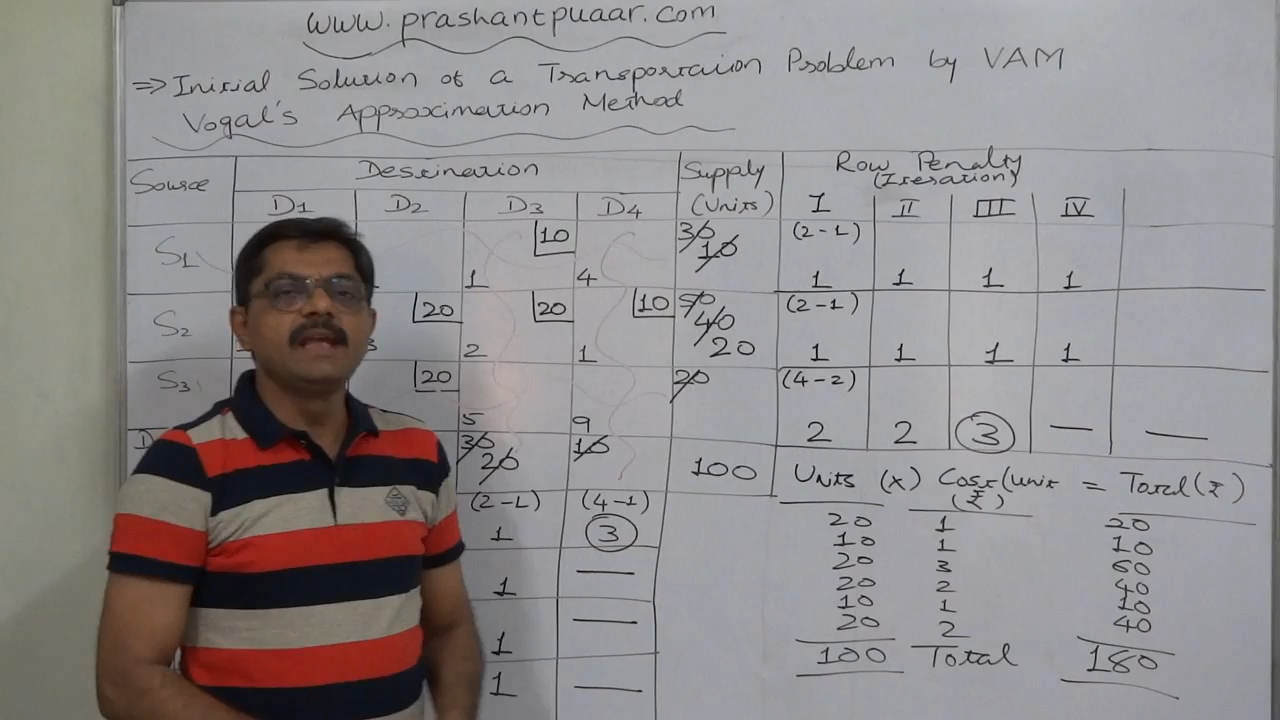 www.prashantpuaar.com
⇒ Initial Solution of a Transportaion Problem by VAM
Vogal's Approximation Method
Source Destination Supply (Units) Row Penalty (Iteration)
D1 D2 D3 D4 I II III IV
S1 10 1 4 30 10 (2-1) 1 1 1 1
S2 20 20 10 3 2 1 50 40 20 (2-1) 1 1 1 1
S3 20 5 9 20 (4-2) 2 2 3 — —
D 30 20 10 100
(2-1) (4-1)
1 3
1 —
1 —
1 —
Units (x) Cost/unit (₹) = Total (₹)
20 1 20
10 1 10
20 3 60
20 2 40
10 1 10
20 2 40
100 Total 180